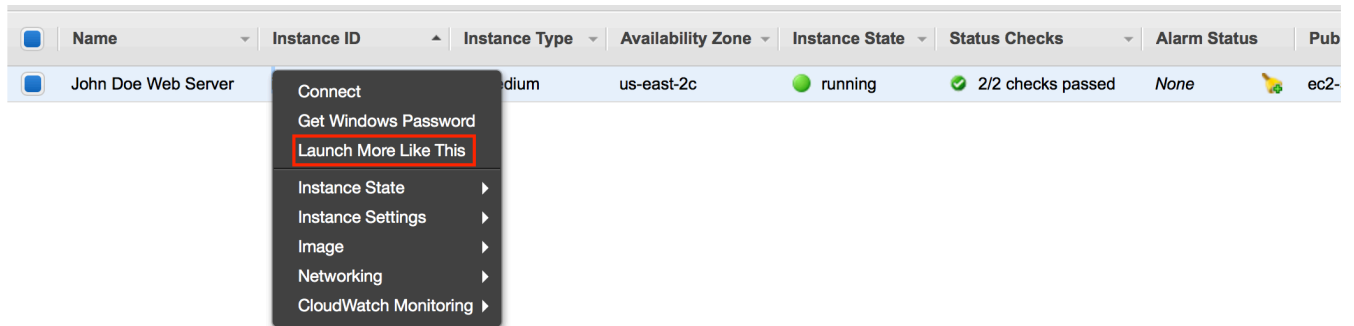 Name Instance ID Instance Type Availability Zone Instance State Status Checks Alarm Status Pub
John Doe Web Server edium us-east-2c running 2/2 checks passed None ec2-
Connect
Get Windows Password
Launch More Like This
Instance State
Instance Settings
Image
Networking
CloudWatch Monitoring